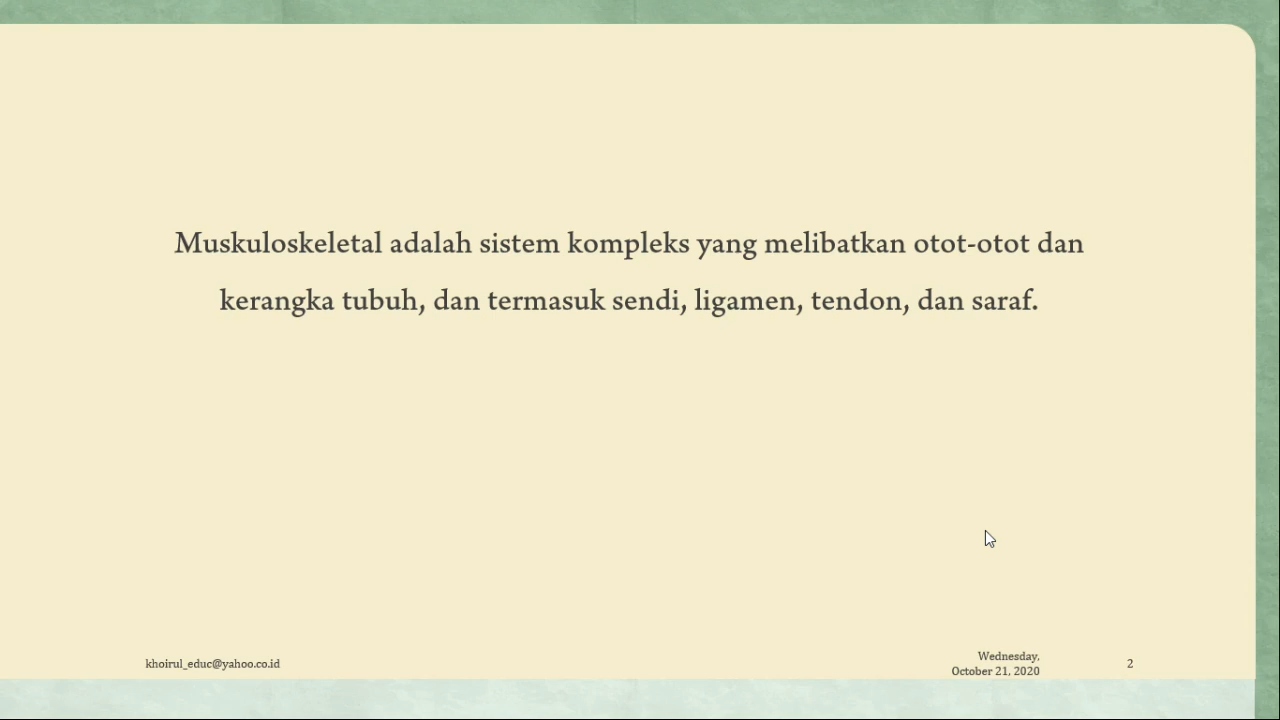 Muskuloskeletal adalah sistem kompleks yang melibatkan otot-otot dan
kerangka tubuh, dan termasuk sendi, ligamen, tendon, dan saraf.
khoirul_educ@yahoo.co.id
Wednesday,
October 21, 2020
2